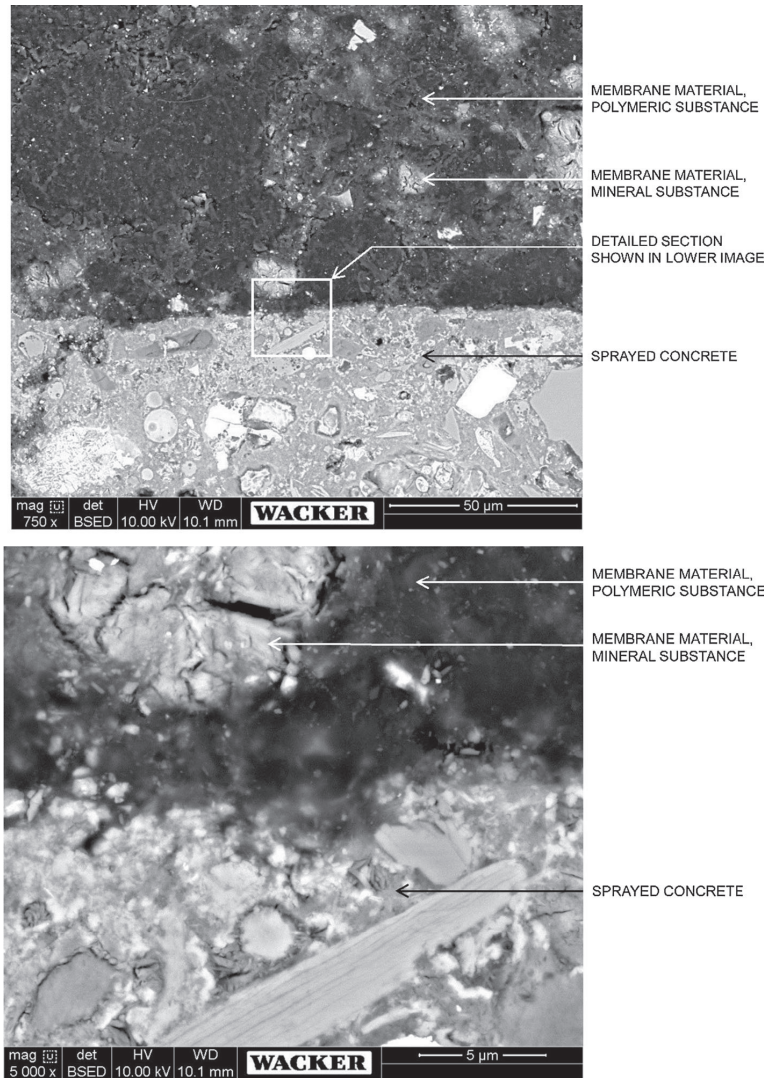 MEMBRANE MATERIAL,
POLYMERIC SUBSTANCE
MEMBRANE MATERIAL,
MINERAL SUBSTANCE
DETAILED SECTION
SHOWN IN LOWER IMAGE
SPRAYED CONCRETE
mag det HV WD
750 x BSED 10.00 kV 10.1 mm WACKER 50 µm
MEMBRANE MATERIAL,
POLYMERIC SUBSTANCE
MEMBRANE MATERIAL,
MINERAL SUBSTANCE
SPRAYED CONCRETE
mag det HV WD
5 000 x BSED 10.00 kV 10.1 mm WACKER 5 µm